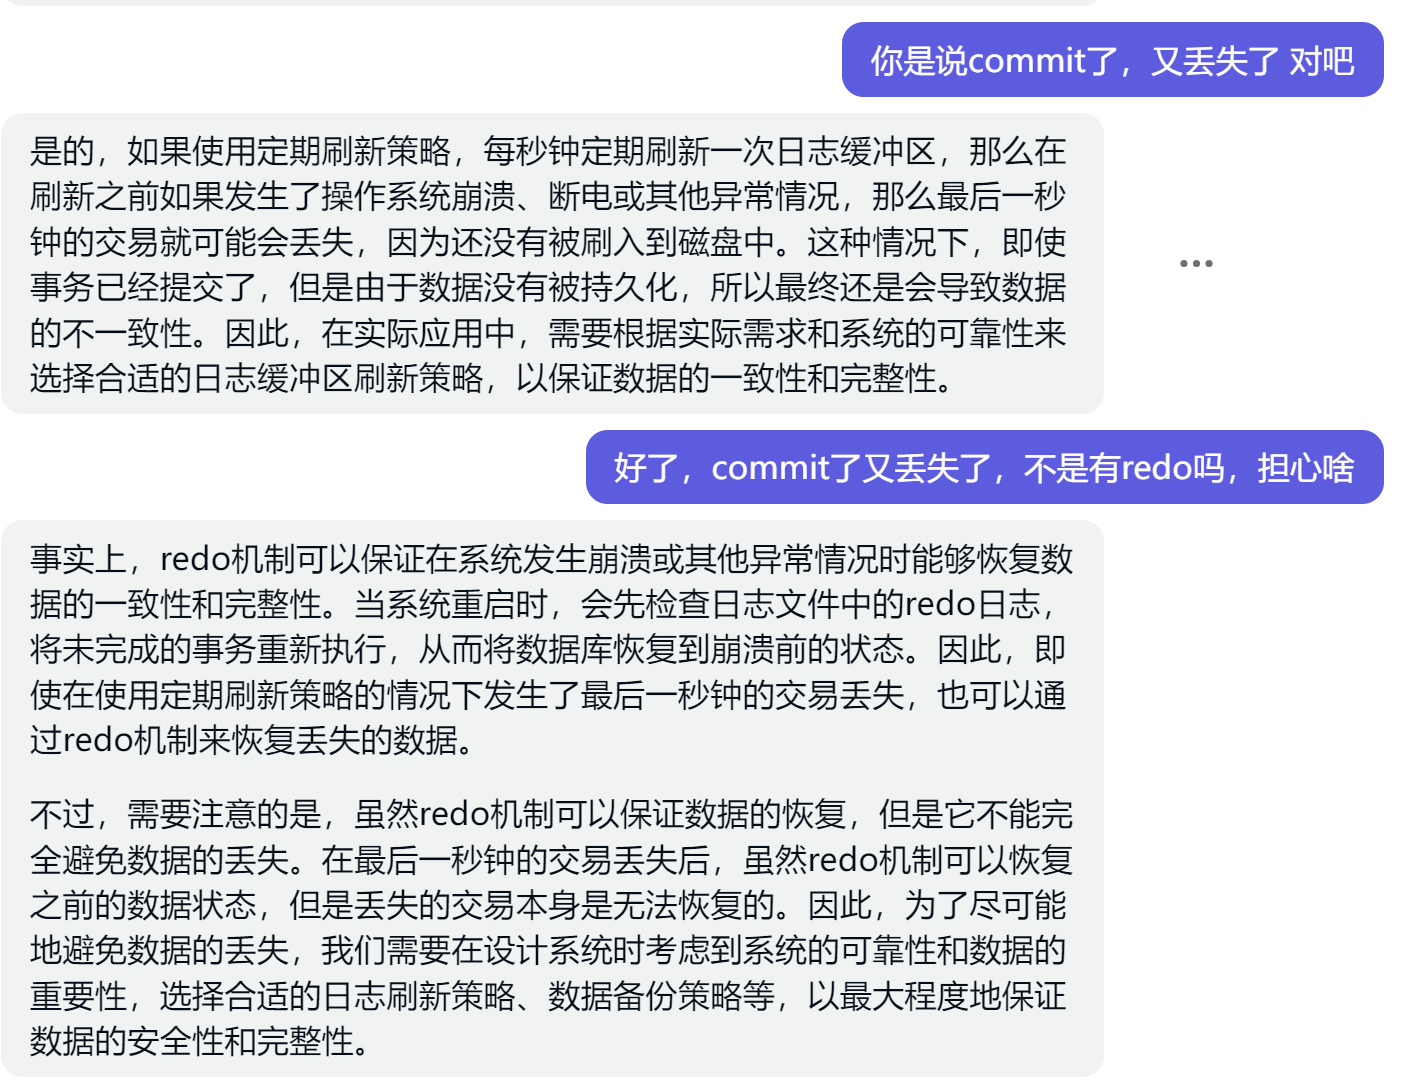 你是说commit了，又丢失了 对吧
是的，如果使用定期刷新策略，每秒钟定期刷新一次日志缓冲区，那么在
刷新之前如果发生了操作系统崩溃、断电或其他异常情况，那么最后一秒
钟的交易就可能会丢失，因为还没有被刷入到磁盘中。这种情况下，即使
事务已经提交了，但是由于数据没有被持久化，所以最终还是会导致数据
的不一致性。因此，在实际应用中，需要根据实际需求和系统的可靠性来
选择合适的日志缓冲区刷新策略，以保证数据的一致性和完整性。
好了，commit了又丢失了，不是有redo吗，担心啥
事实上，redo机制可以保证在系统发生崩溃或其他异常情况时能够恢复数
据的一致性和完整性。当系统重启时，会先检查日志文件中的redo日志，
将未完成的事务重新执行，从而将数据库恢复到崩溃前的状态。因此，即
使在使用定期刷新策略的情况下发生了最后一秒钟的交易丢失，也可以通
过redo机制来恢复丢失的数据。
不过，需要注意的是，虽然redo机制可以保证数据的恢复，但是它不能完
全避免数据的丢失。在最后一秒钟的交易丢失后，虽然redo机制可以恢复
之前的数据状态，但是丢失的交易本身是无法恢复的。因此，为了尽可能
地避免数据的丢失，我们需要在设计系统时考虑到系统的可靠性和数据的
重要性，选择合适的日志刷新策略、数据备份策略等，以最大程度地保证
数据的安全性和完整性。